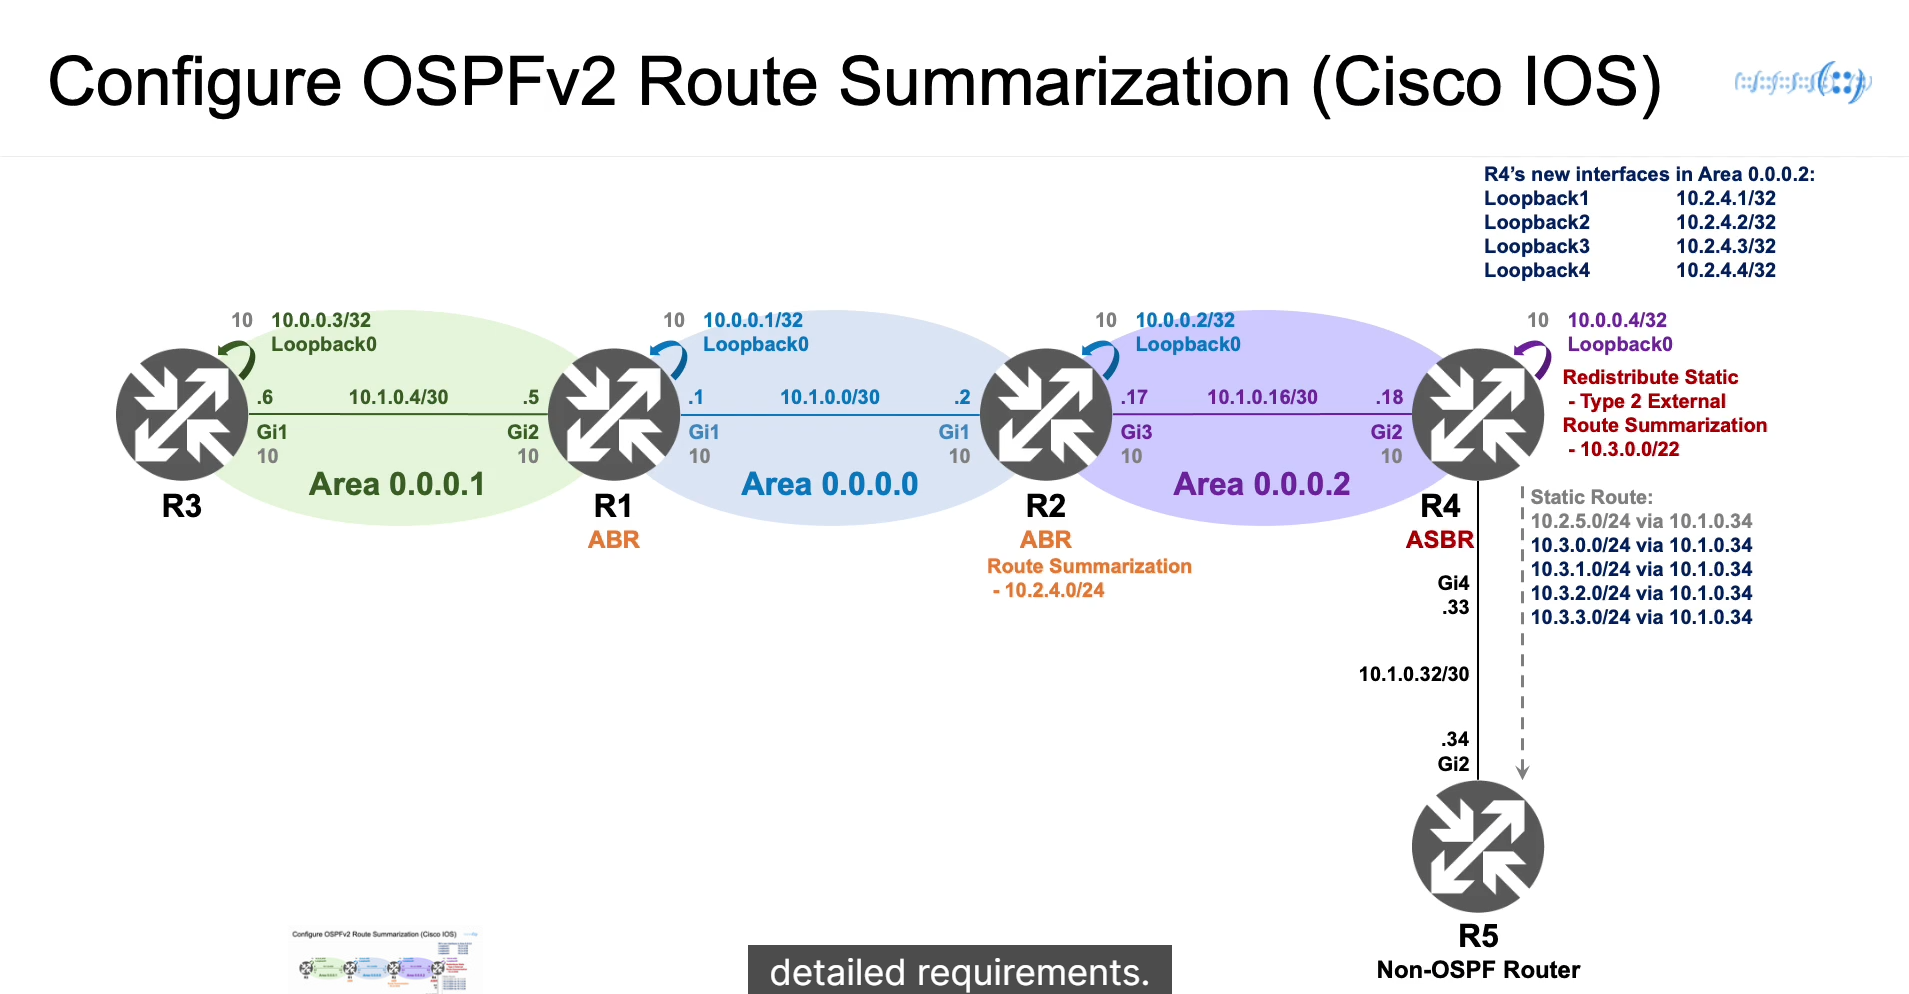 Configure OSPFv2 Route Summarization (Cisco IOS)
R4's new interfaces in Area 0.0.0.2:
Loopback1 10.2.4.1/32
Loopback2 10.2.4.2/32
Loopback3 10.2.4.3/32
Loopback4 10.2.4.4/32
10 10.0.0.3/32
Loopback0
10 10.0.0.1/32
Loopback0
10 10.0.0.2/32
Loopback0
10 10.0.0.4/32
Loopback0
Redistribute Static
- Type 2 External
Route Summarization
- 10.3.0.0/22
.6 10.1.0.4/30 .5
Gi1 Gi2
10 10
Area 0.0.0.1
.1 10.1.0.0/30 .2
Gi1 Gi1
10 10
Area 0.0.0.0
.17 10.1.0.16/30 .18
Gi3 Gi2
10 10
Area 0.0.0.2
R3
R1
ABR
R2
ABR
Route Summarization
- 10.2.4.0/24
R4
ASBR
Static Route:
10.2.5.0/24 via 10.1.0.34
10.3.0.0/24 via 10.1.0.34
10.3.1.0/24 via 10.1.0.34
10.3.2.0/24 via 10.1.0.34
10.3.3.0/24 via 10.1.0.34
Gi4
.33
10.1.0.32/30
.34
Gi2
R5
Non-OSPF Router
Configure OSPFv2 Route Summarization (Cisco IOS)
detailed requirements.